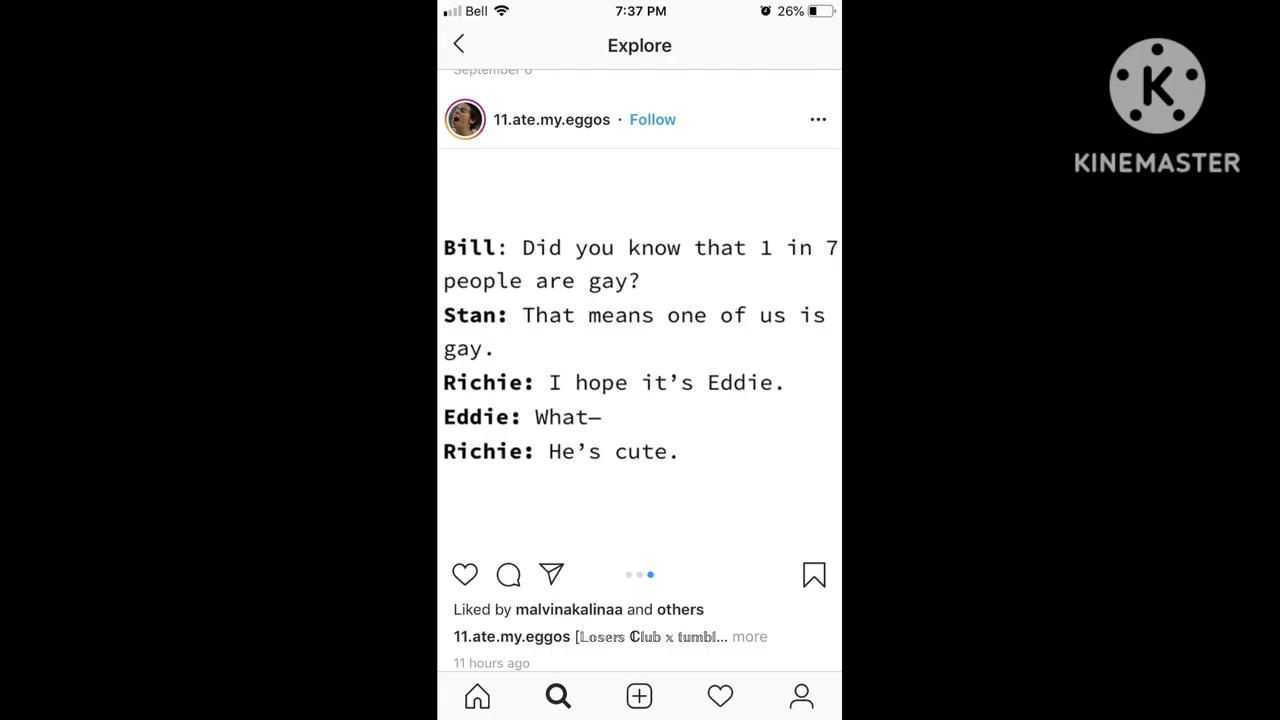 Bell 7:37 PM 26%
Explore
September 6
11.ate.my.eggos · Follow
KINEMASTER
Bill: Did you know that 1 in 7
people are gay?
Stan: That means one of us is
gay.
Richie: I hope it’s Eddie.
Eddie: What—
Richie: He’s cute.
Liked by malvinakalinaa and others
11.ate.my.eggos [𝕃𝕠𝕤𝕖𝕣𝕤 ℂ𝕝𝕦𝕓 𝕩 𝕥𝕦𝕞𝕓𝕝... more
11 hours ago